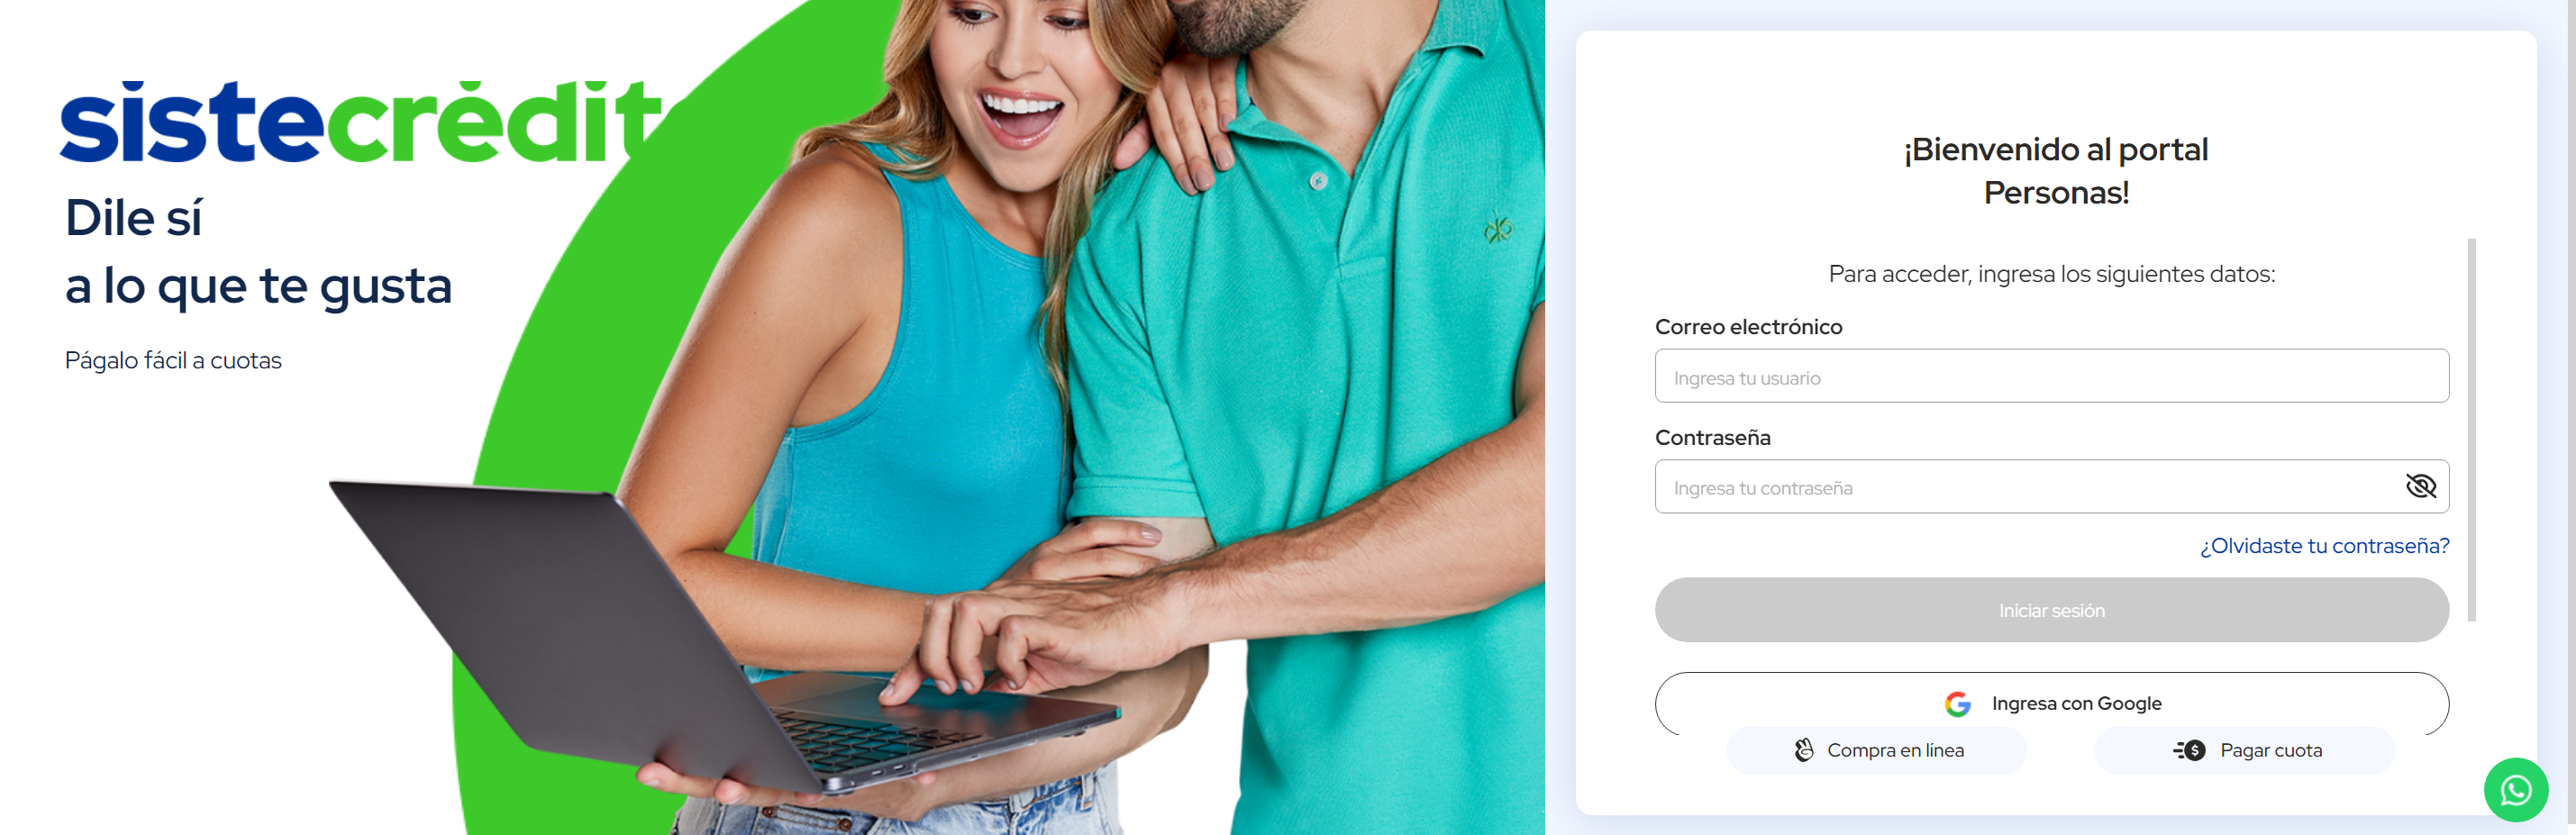 sistecrédit
Dile sí
a lo que te gusta
Págalo fácil a cuotas
¡Bienvenido al portal
Personas!
Para acceder, ingresa los siguientes datos:
Correo electrónico
Ingresa tu usuario
Contraseña
Ingresa tu contraseña
¿Olvidaste tu contraseña?
Iniciar sesión
Ingresa con Google
Compra en línea
Pagar cuota